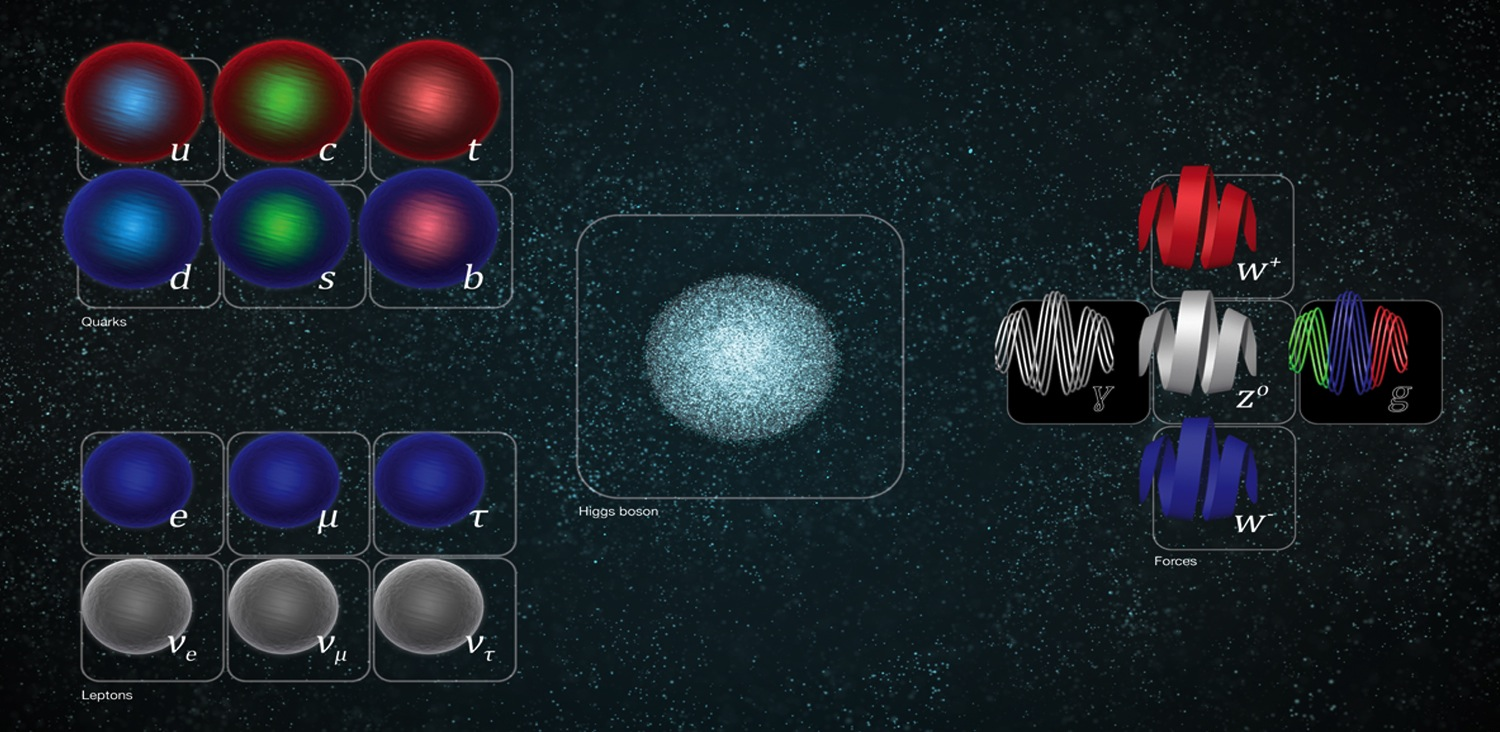 u c t
d s b
Quarks
e μ τ
νe νμ ντ
Leptons
Higgs boson
W+
γ Z0 g
W-
Forces